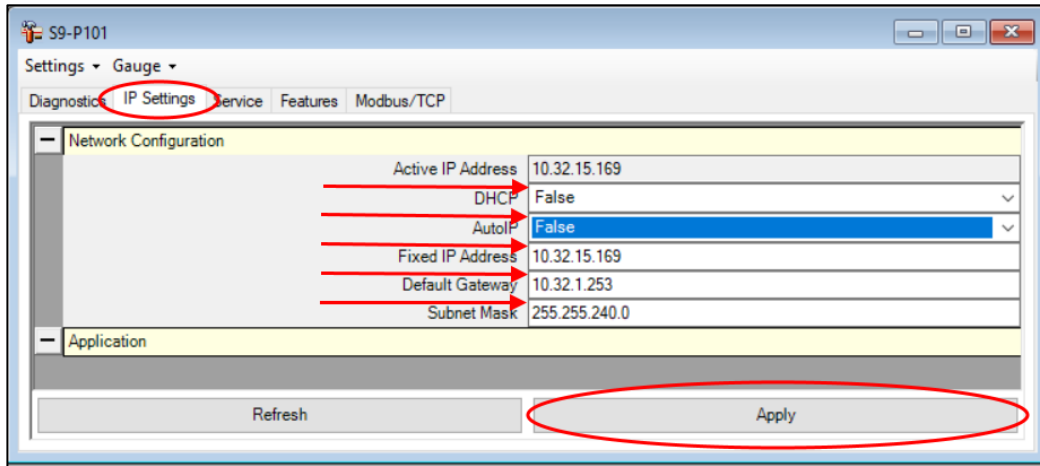 S9-P101
Settings Gauge
Diagnostics IP Settings Service Features Modbus/TCP
Network Configuration
Active IP Address 10.32.15.169
DHCP False
AutoIP False
Fixed IP Address 10.32.15.169
Default Gateway 10.32.1.253
Subnet Mask 255.255.240.0
Application
Refresh Apply